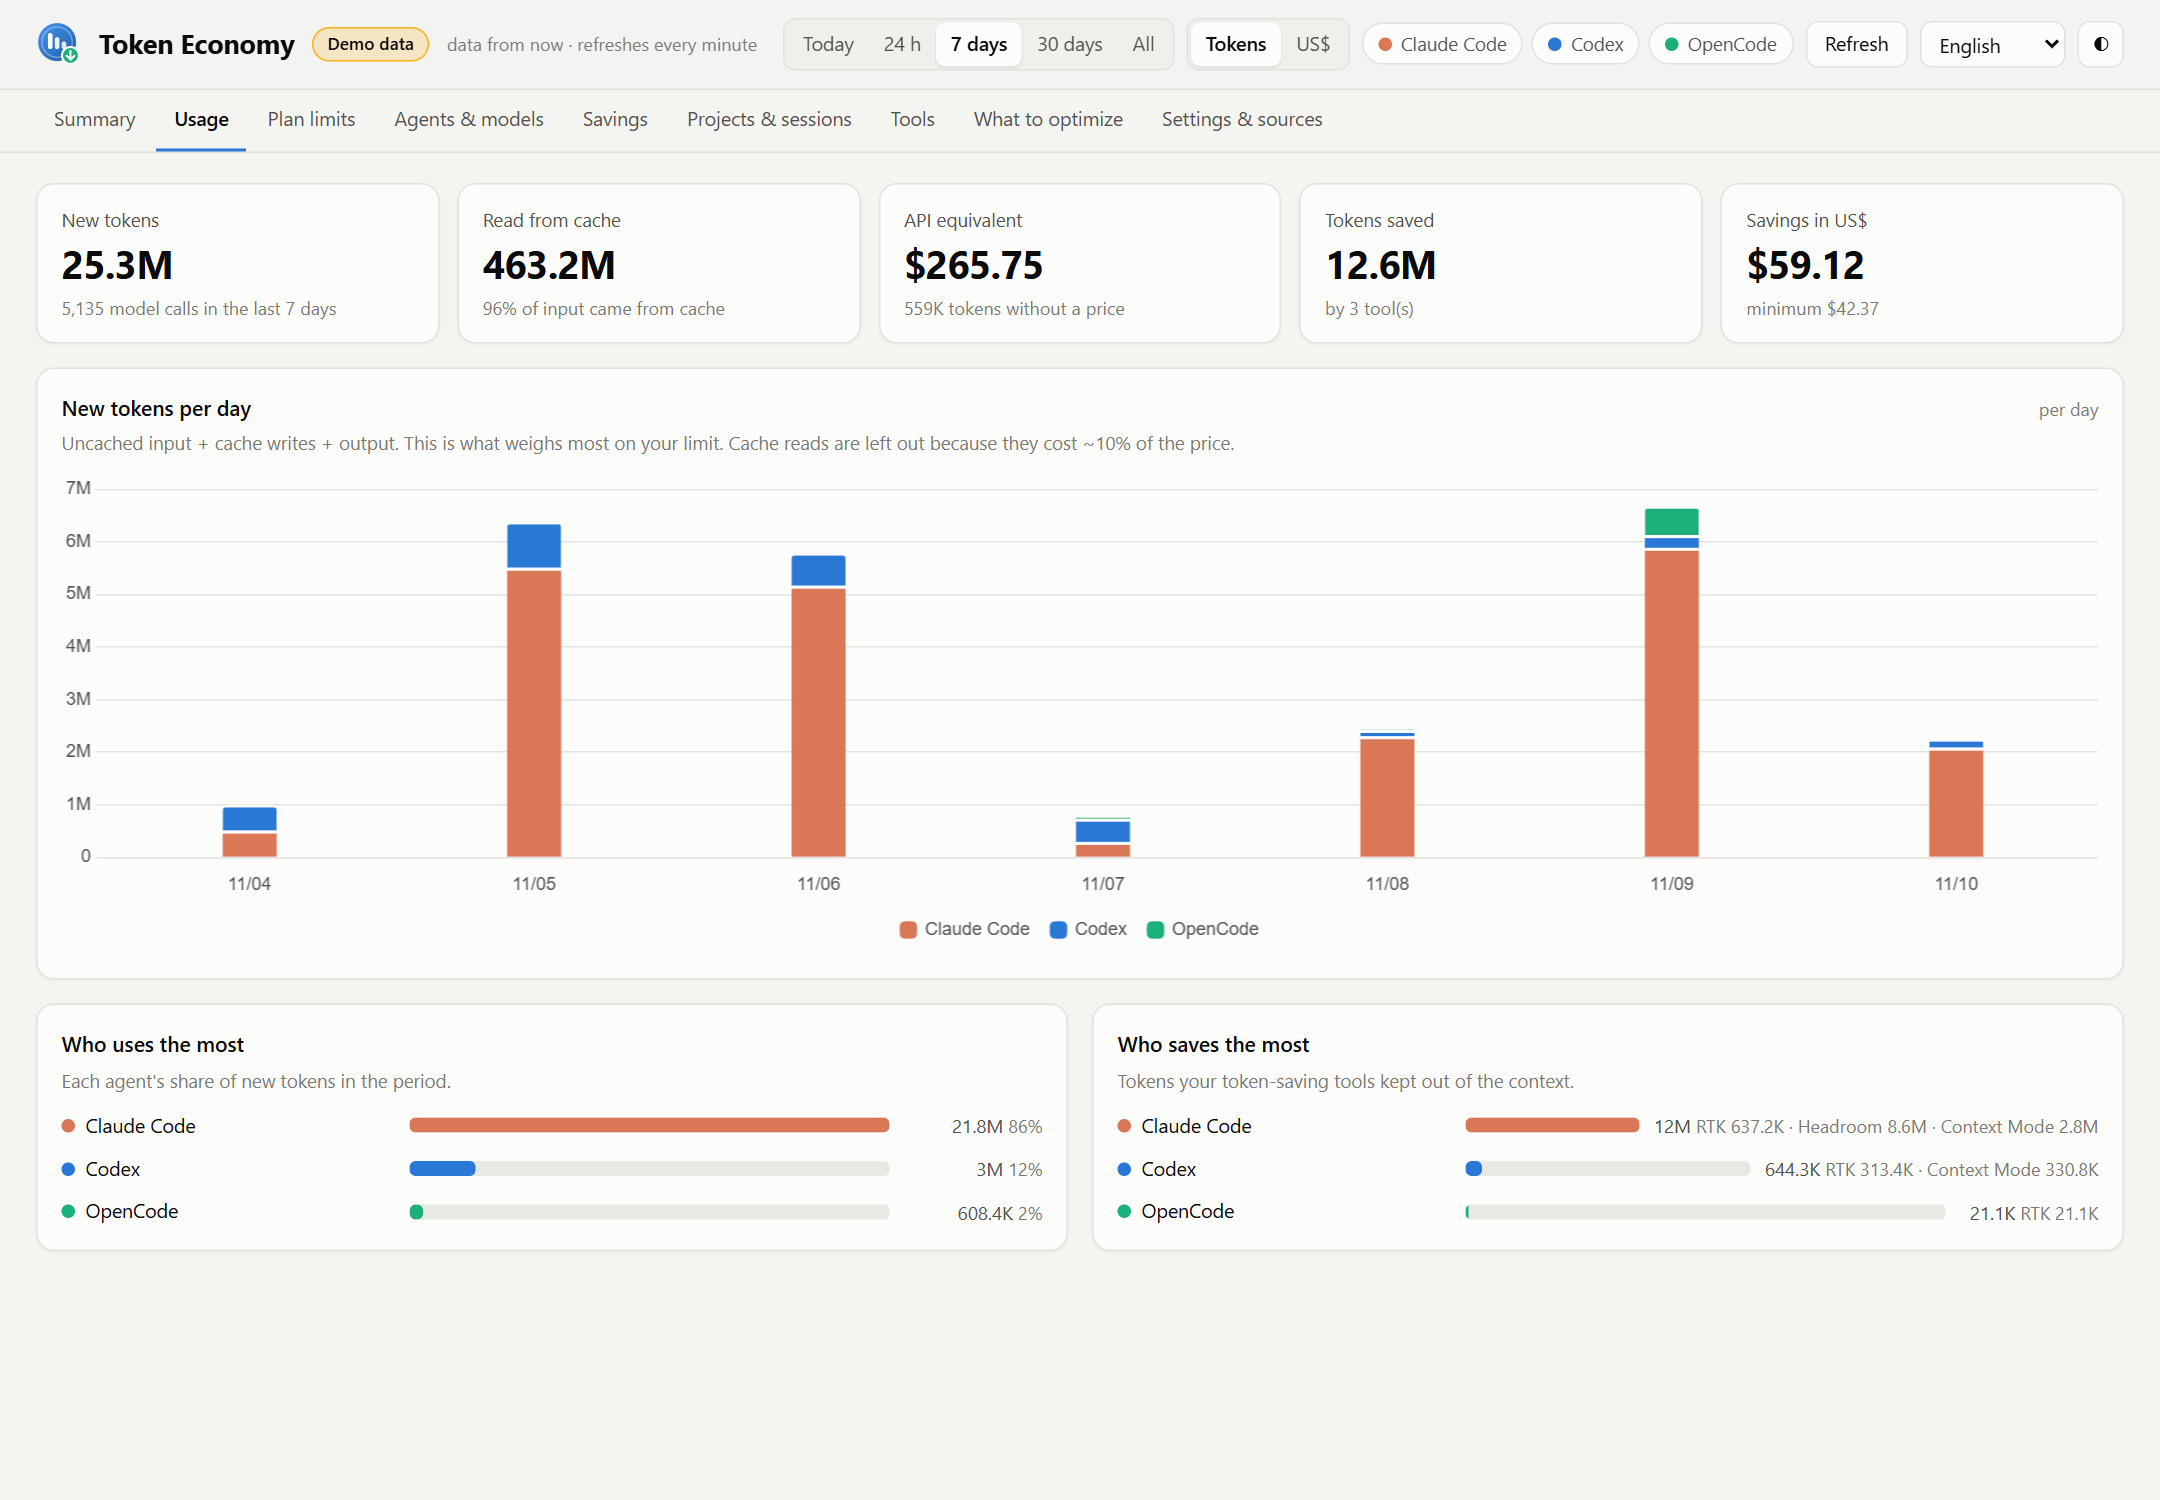 Token Economy
Demo data
data from now · refreshes every minute
Today 24 h 7 days 30 days All
Tokens US$
Claude Code
Codex
OpenCode
Refresh
English
Summary Usage Plan limits Agents & models Savings Projects & sessions Tools What to optimize Settings & sources
New tokens
25.3M
5,135 model calls in the last 7 days
Read from cache
463.2M
96% of input came from cache
API equivalent
$265.75
559K tokens without a price
Tokens saved
12.6M
by 3 tool(s)
Savings in US$
$59.12
minimum $42.37
New tokens per day
per day
Uncached input + cache writes + output. This is what weighs most on your limit. Cache reads are left out because they cost ~10% of the price.
7M
6M
5M
4M
3M
2M
1M
0
11/04 11/05 11/06 11/07 11/08 11/09 11/10
Claude Code Codex OpenCode
Who uses the most
Each agent's share of new tokens in the period.
Claude Code 21.8M 86%
Codex 3M 12%
OpenCode 608.4K 2%
Who saves the most
Tokens your token-saving tools kept out of the context.
Claude Code 12M RTK 637.2K · Headroom 8.6M · Context Mode 2.8M
Codex 644.3K RTK 313.4K · Context Mode 330.8K
OpenCode 21.1K RTK 21.1K